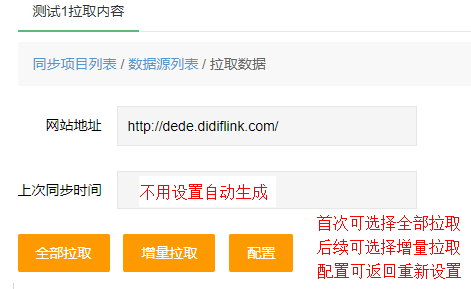 测试1拉取内容
同步项目列表 / 数据源列表 / 拉取数据
网站地址 http://dede.didiflink.com/
上次同步时间 不用设置自动生成
全部拉取 增量拉取 配置
首次可选择全部拉取
后续可选择增量拉取
配置可返回重新设置